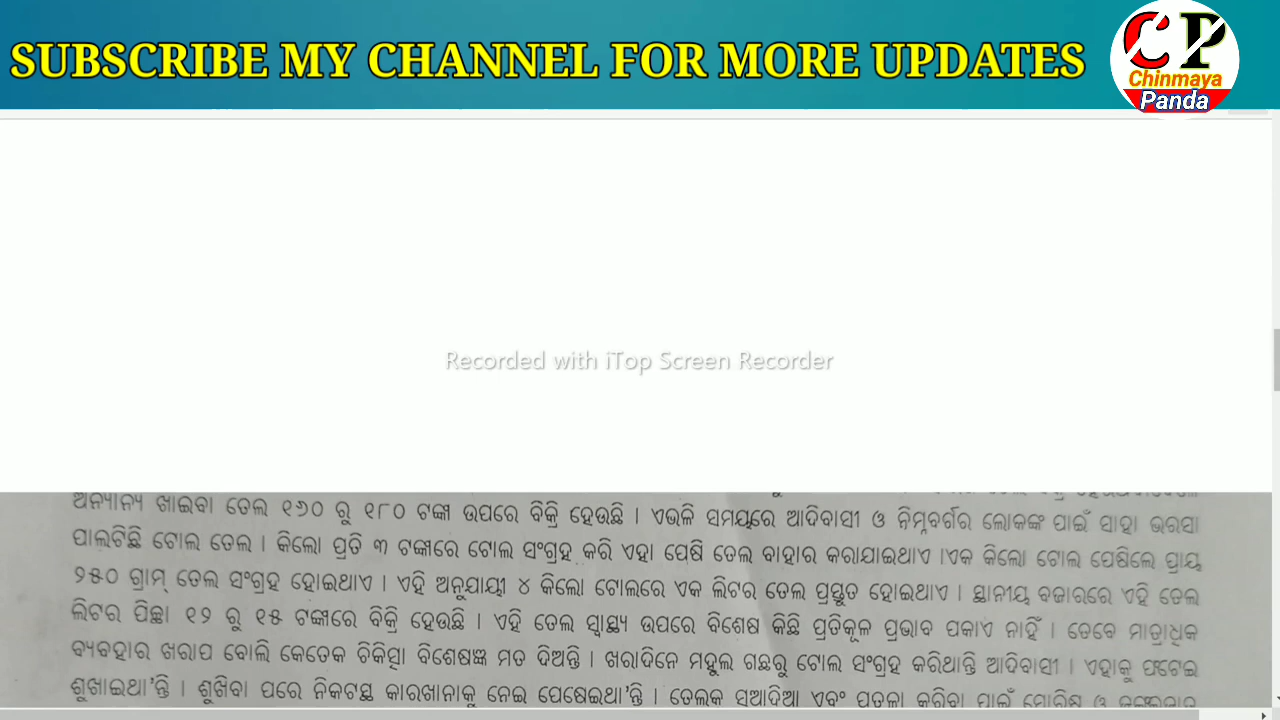 SUBSCRIBE MY CHANNEL FOR MORE UPDATES
CP
Chinmaya
Panda
Recorded with iTop Screen Recorder
ଅନ୍ୟାନ୍ୟ ଖାଇବା ତେଲ ୧୬୦ ରୁ ୧୮୦ ଟଙ୍କା ଉପରେ ବିକ୍ରି ହେଉଛି । ଏଭଳି ସମୟରେ ଆଦିବାସୀ ଓ ନିମ୍ନବର୍ଗର ଲୋକଙ୍କ ପାଇଁ ସାହା ଭରସା
ପାଲଟିଛି ଟୋଲ ତେଲ । କିଲୋ ପ୍ରତି ୩ ଟଙ୍କାରେ ଟୋଲ ସଂଗ୍ରହ କରି ଏହା ପେଷି ତେଲ ବାହାର କରାଯାଇଥାଏ ।ଏକ କିଲୋ ଟୋଲ ପେଷିଲେ ପ୍ରାୟ
୨୫୦ ଗ୍ରାମ୍ ତେଲ ସଂଗ୍ରହ ହୋଇଥାଏ । ଏହି ଅନୁଯାୟୀ ୪ କିଲୋ ଟୋଲରେ ଏକ ଲିଟର ତେଲ ପ୍ରସ୍ତୁତ ହୋଇଥାଏ । ସ୍ଥାନୀୟ ବଜାରରେ ଏହି ତେଲ
ଲିଟର ପିଛା ୧୨ ରୁ ୧୫ ଟଙ୍କାରେ ବିକ୍ରି ହେଉଛି । ଏହି ତେଲ ସ୍ୱାସ୍ଥ୍ୟ ଉପରେ ବିଶେଷ କିଛି ପ୍ରତିକୂଳ ପ୍ରଭାବ ପକାଏ ନାହିଁ । ତେବେ ମାତ୍ରାଧିକ
ବ୍ୟବହାର ଖରାପ ବୋଲି କେତେକ ଚିକିତ୍ସା ବିଶେଷଜ୍ଞ ମତ ଦିଅନ୍ତି । ଖରାଦିନେ ମହୁଲ ଗଛରୁ ଟୋଲ ସଂଗ୍ରହ କରିଥାନ୍ତି ଆଦିବାସୀ । ଏହାକୁ ଫଟେଇ
ଶୁଖାଇଥା'ନ୍ତି । ଶୁଖିବା ପରେ ନିକଟସ୍ଥ କାରଖାନାକୁ ନେଇ ପେଷେଇଥା'ନ୍ତି । ତେଲକୁ ସୁଆଦିଆ ଏବଂ ପତଳା କରିବା ପାଇଁ ସୋରିଷ ଓ